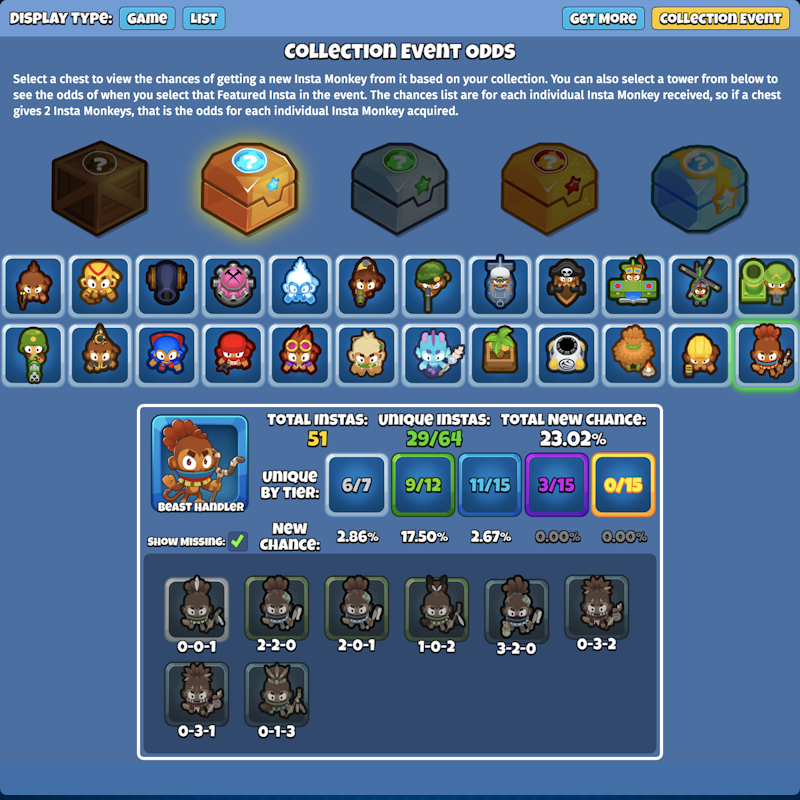 DISPLAY TYPE: GAME LIST GET MORE COLLECTION EVENT
COLLECTION EVENT ODDS
Select a chest to view the chances of getting a new Insta Monkey from it based on your collection. You can also select a tower from below to
see the odds of when you select that Featured Insta in the event. The chances list are for each individual Insta Monkey received, so if a chest
gives 2 Insta Monkeys, that is the odds for each individual Insta Monkey acquired.
? ? ? ? ?
TOTAL INSTAS: UNIQUE INSTAS: TOTAL NEW CHANCE:
51 29/64 23.02%
UNIQUE
BY TIER:
6/7 9/12 11/15 3/15 0/15
BEAST HANDLER
SHOW MISSING:
NEW
CHANCE:
2.86% 17.50% 2.67% 0.00% 0.00%
0-0-1 2-2-0 2-0-1 1-0-2 3-2-0 0-3-2
0-3-1 0-1-3